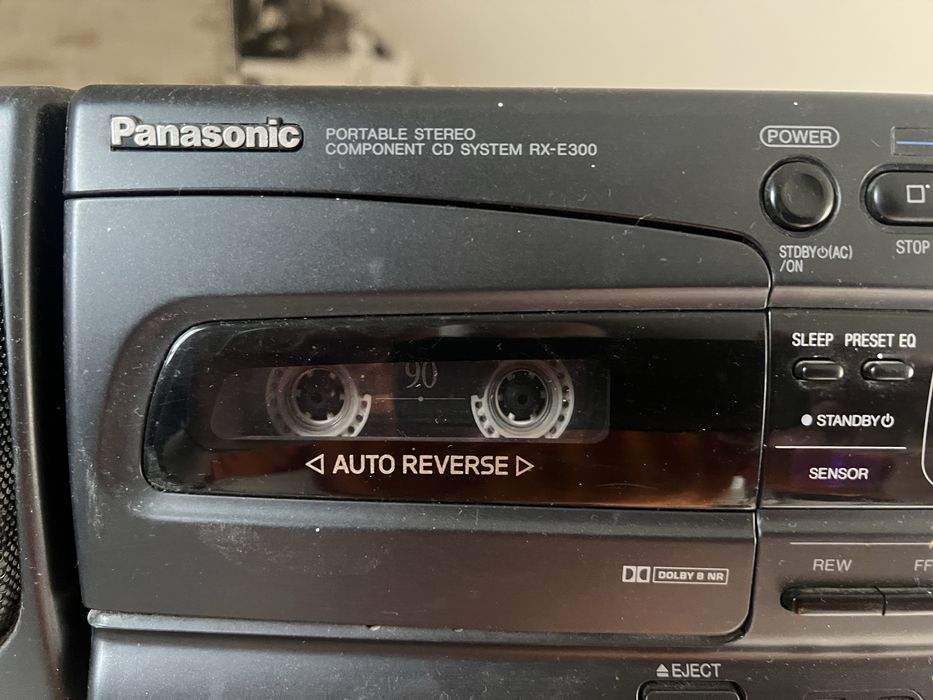 Panasonic
PORTABLE STEREO
COMPONENT CD SYSTEM RX-E300
POWER
STDBY⏻(AC)
/ON
STOP
SLEEP PRESET EQ
90
STANDBY⏻
AUTO REVERSE
SENSOR
REW FF
DOLBY B NR
EJECT